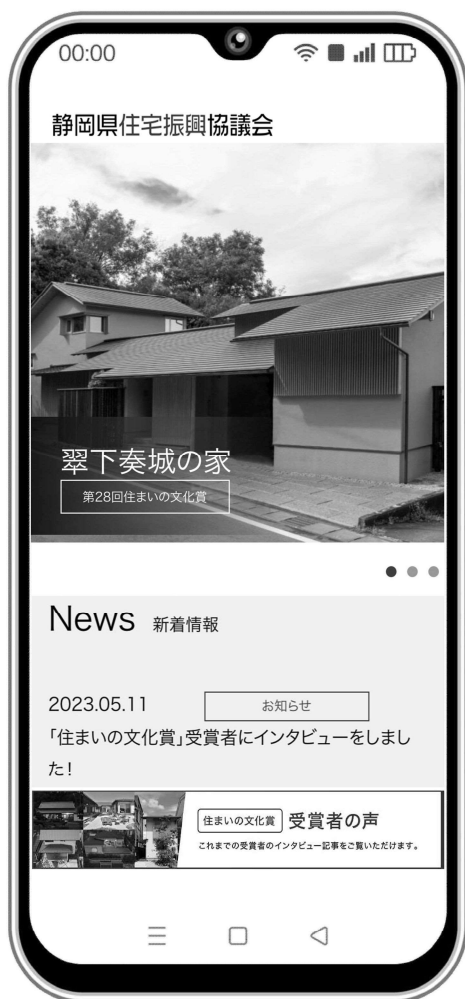 00:00
静岡県住宅振興協議会
翠下奏城の家
第28回住まいの文化賞
News 新着情報
2023.05.11 お知らせ
「住まいの文化賞」受賞者にインタビューをしまし
た!
住まいの文化賞 受賞者の声
これまでの受賞者のインタビュー記事をご覧いただけます。